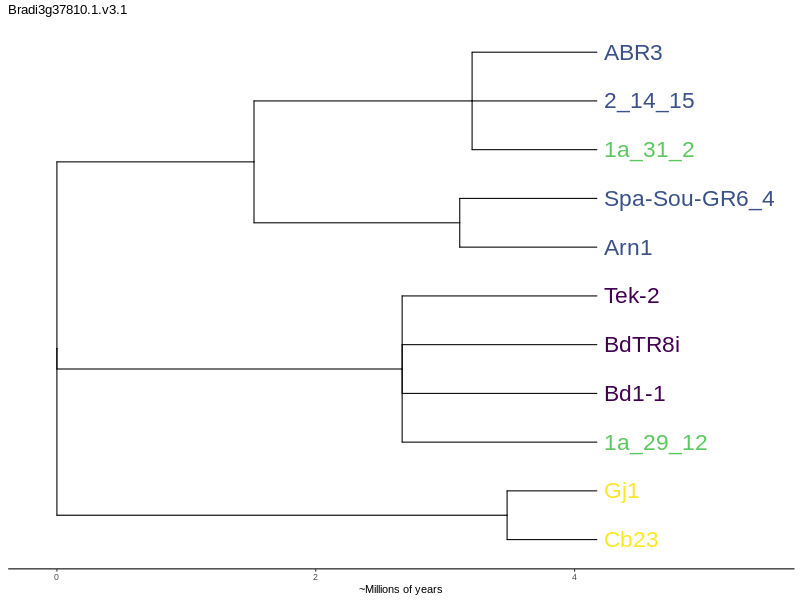 Bradi3g37810.1.v3.1
ABR3
2_14_15
1a_31_2
Spa-Sou-GR6_4
Arn1
Tek-2
BdTR8i
Bd1-1
1a_29_12
Gj1
Cb23
0 2 4
~Millions of years